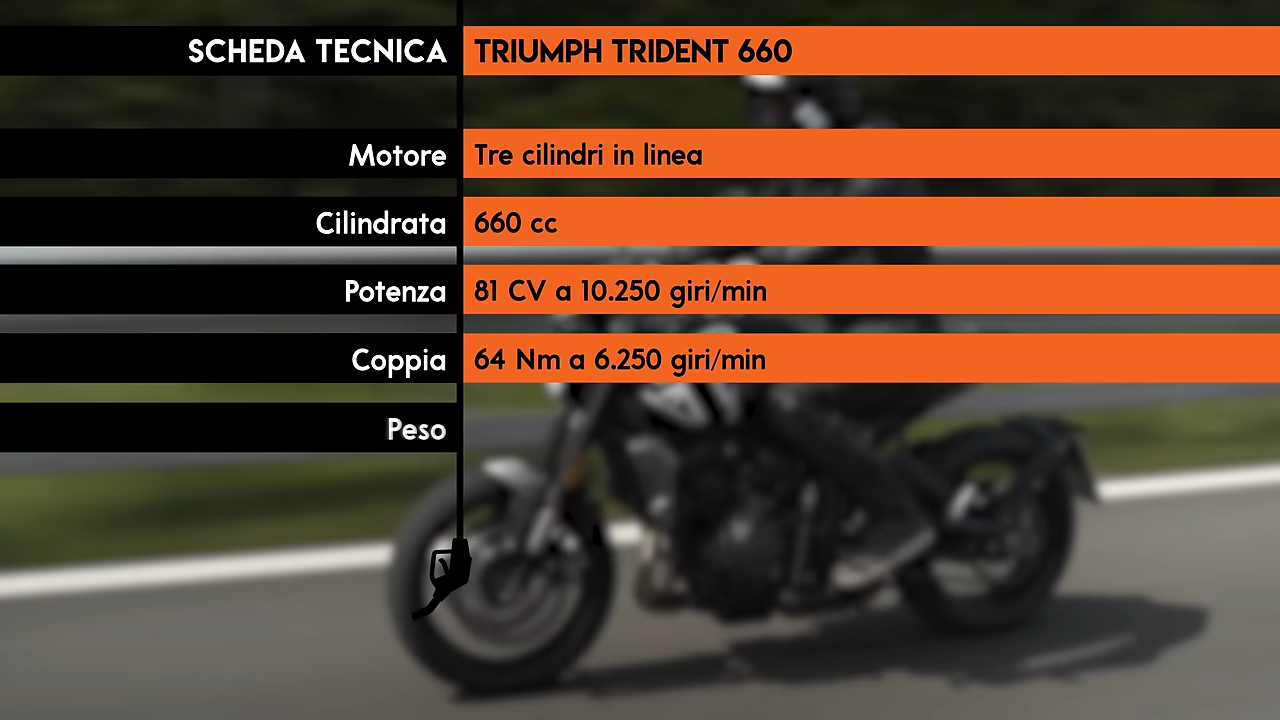 SCHEDA TECNICA TRIUMPH TRIDENT 660
Motore Tre cilindri in linea
Cilindrata 660 cc
Potenza 81 CV a 10.250 giri/min
Coppia 64 Nm a 6.250 giri/min
Peso